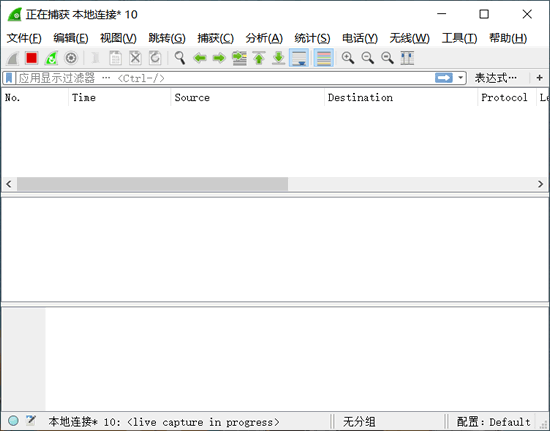 正在捕获 本地连接* 10
文件(F) 编辑(E) 视图(V) 跳转(G) 捕获(C) 分析(A) 统计(S) 电话(Y) 无线(W) 工具(T) 帮助(H)
应用显示过滤器 … <Ctrl-/> 表达式… +
No. Time Source Destination Protocol Le
本地连接* 10: <live capture in progress> 无分组 配置：Default